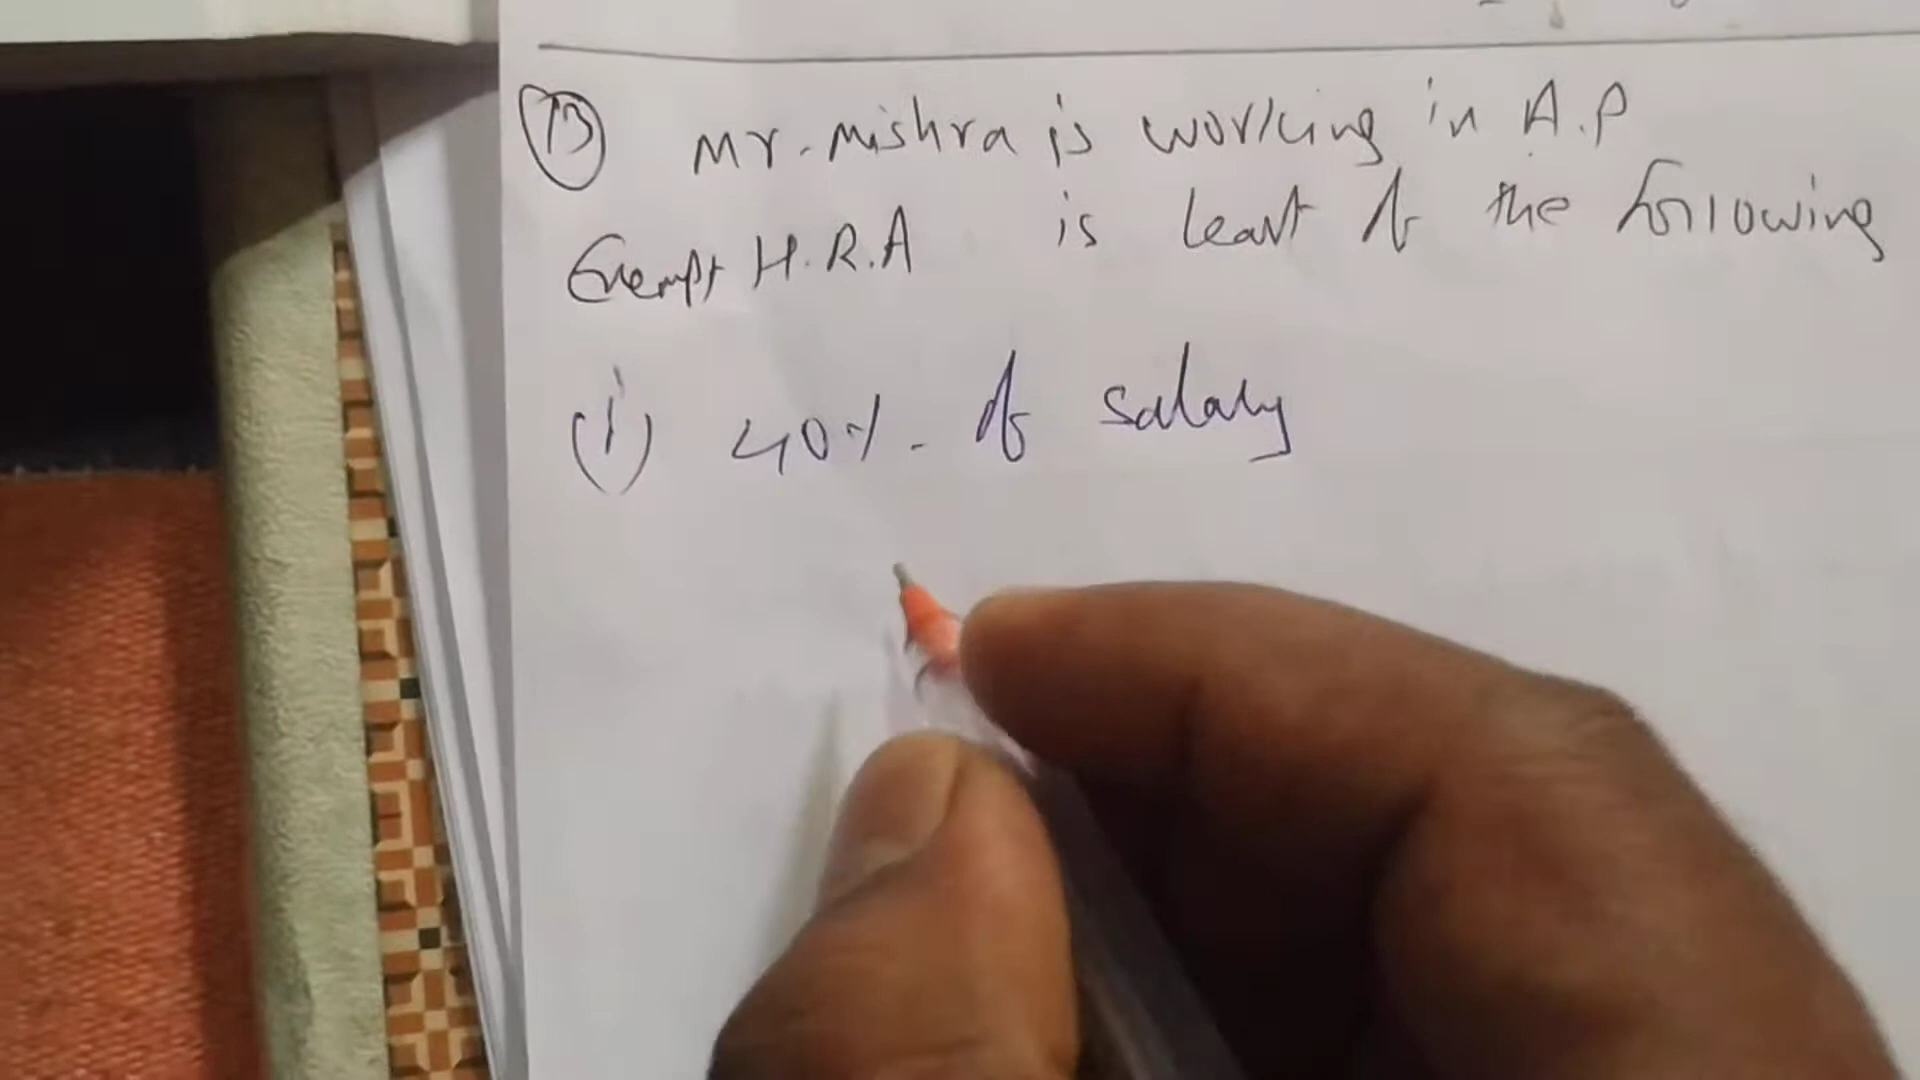 13 Mr. Mishra is working in A.P
Exempt H.R.A is least of the following
(i) 40% of salary